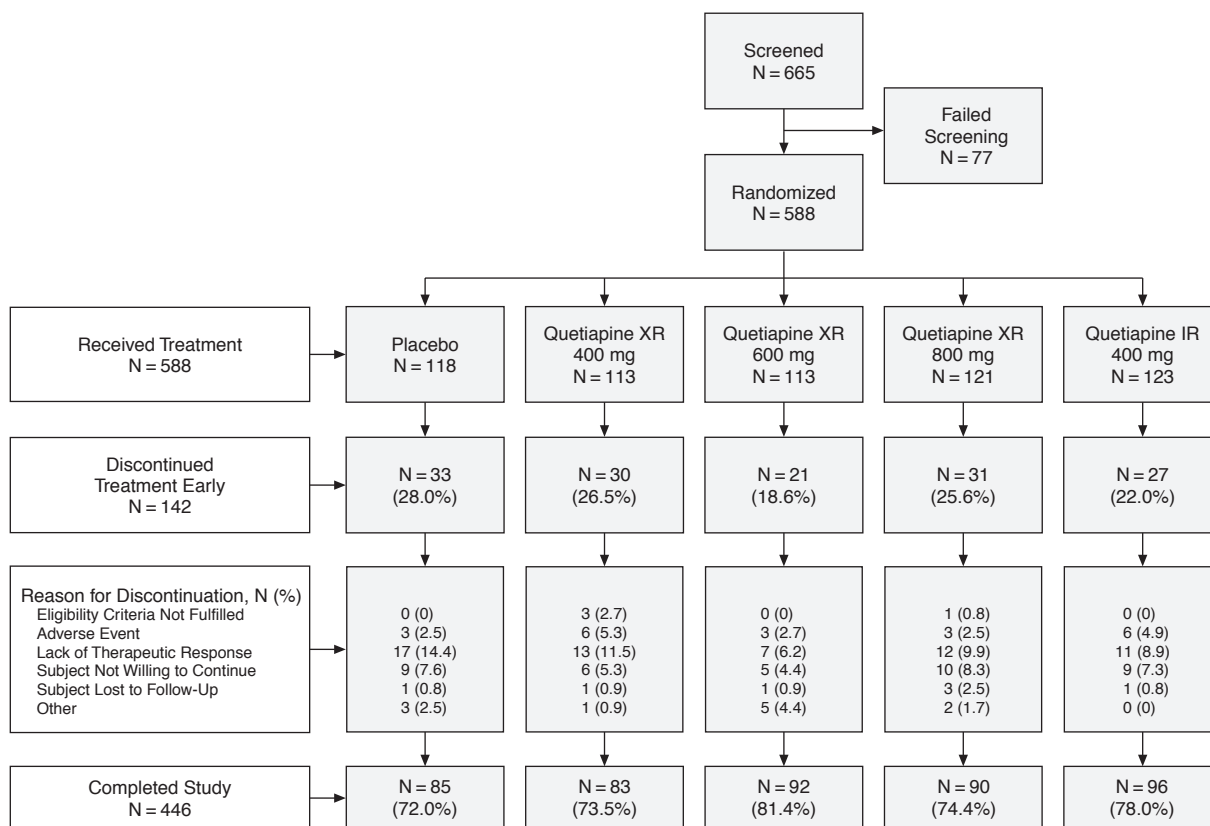 Screened
N = 665
Failed
Screening
N = 77
Randomized
N = 588
Received Treatment
N = 588
Placebo
N = 118
Quetiapine XR
400 mg
N = 113
Quetiapine XR
600 mg
N = 113
Quetiapine XR
800 mg
N = 121
Quetiapine IR
400 mg
N = 123
Discontinued
Treatment Early
N = 142
N = 33
(28.0%)
N = 30
(26.5%)
N = 21
(18.6%)
N = 31
(25.6%)
N = 27
(22.0%)
Reason for Discontinuation, N (%)
Eligibility Criteria Not Fulfilled
Adverse Event
Lack of Therapeutic Response
Subject Not Willing to Continue
Subject Lost to Follow-Up
Other
0 (0)
3 (2.5)
17 (14.4)
9 (7.6)
1 (0.8)
3 (2.5)
3 (2.7)
6 (5.3)
13 (11.5)
6 (5.3)
1 (0.9)
1 (0.9)
0 (0)
3 (2.7)
7 (6.2)
5 (4.4)
1 (0.9)
5 (4.4)
1 (0.8)
3 (2.5)
12 (9.9)
10 (8.3)
3 (2.5)
2 (1.7)
0 (0)
6 (4.9)
11 (8.9)
9 (7.3)
1 (0.8)
0 (0)
Completed Study
N = 446
N = 85
(72.0%)
N = 83
(73.5%)
N = 92
(81.4%)
N = 90
(74.4%)
N = 96
(78.0%)